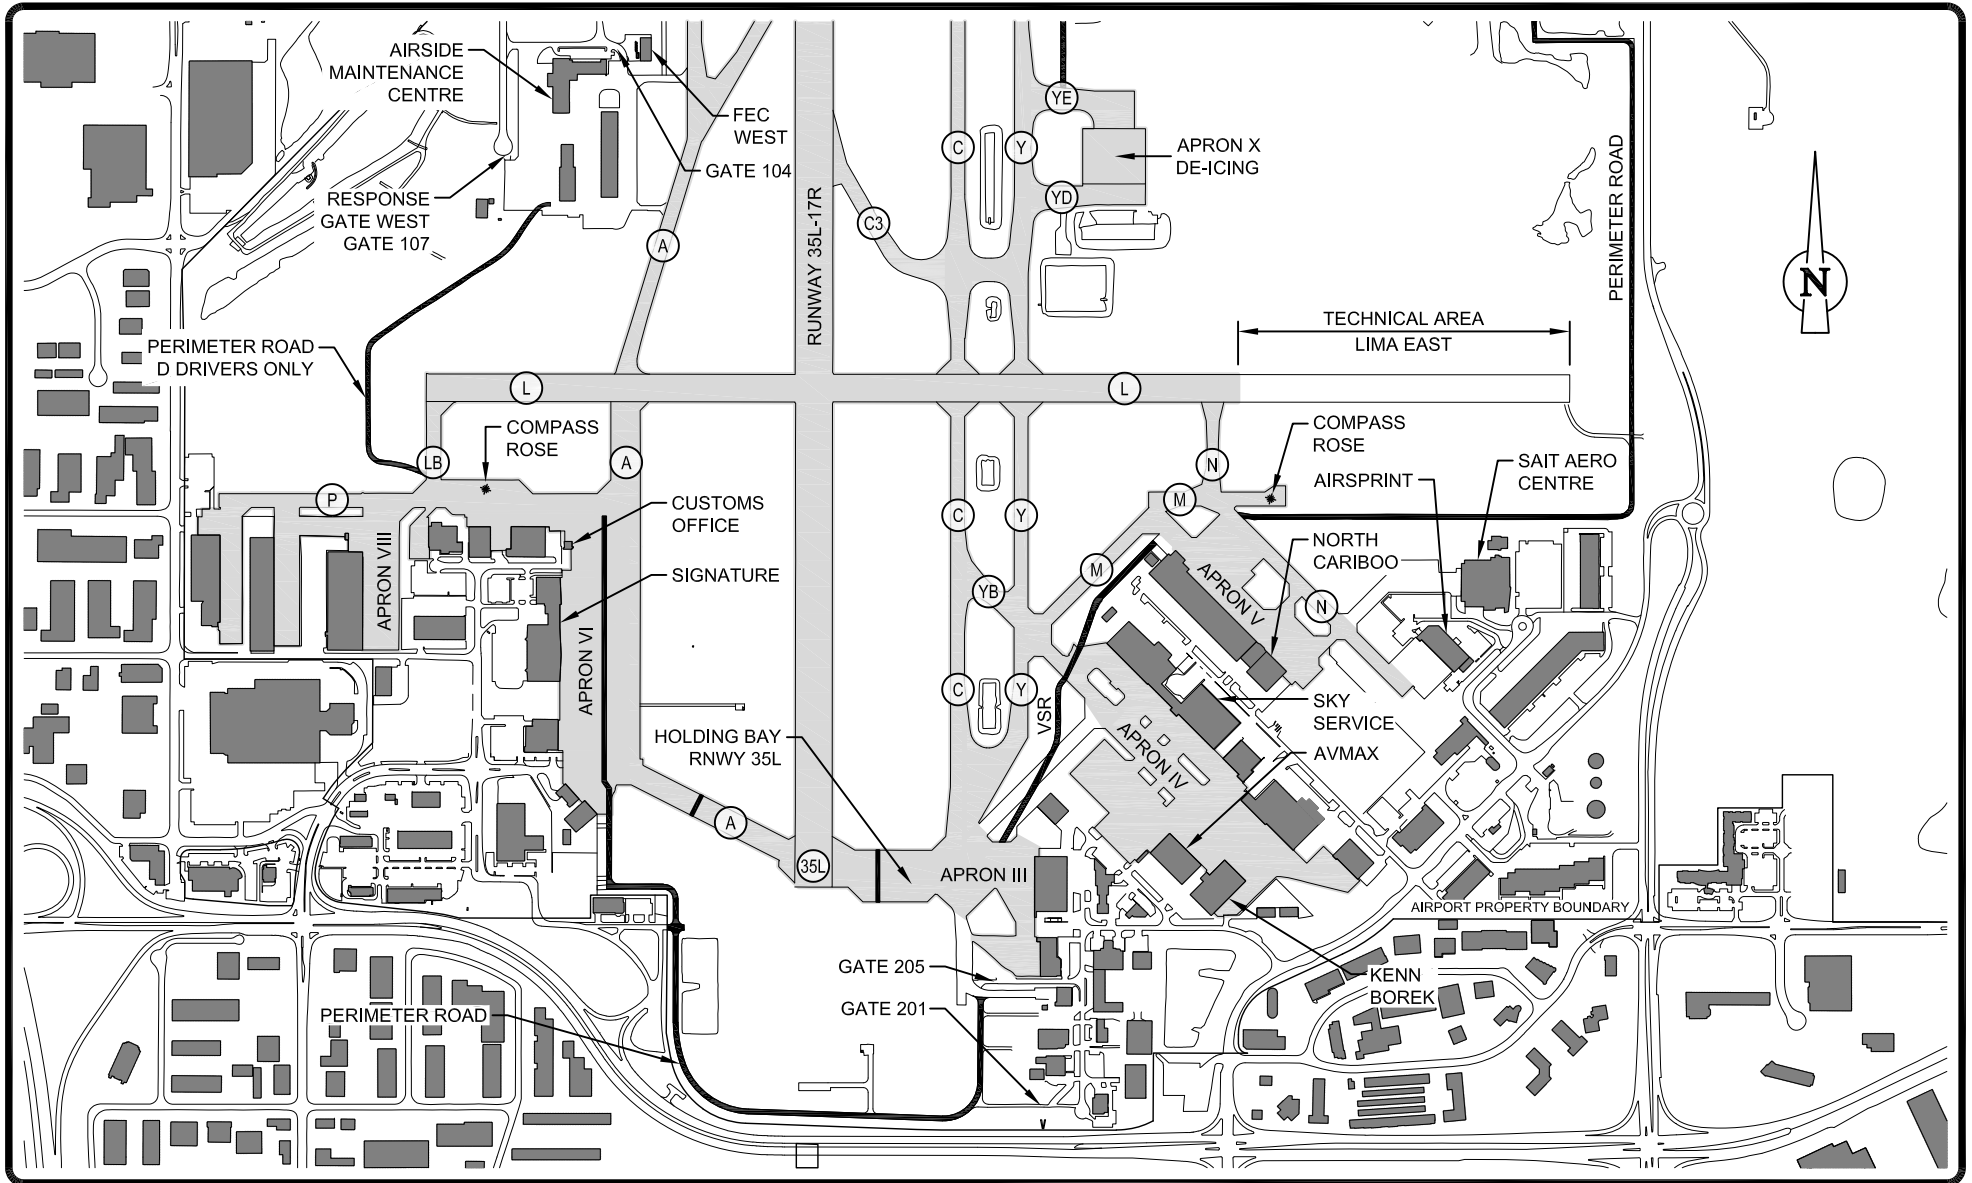 AIRSIDE
MAINTENANCE
CENTRE
FEC
WEST
GATE 104
RESPONSE
GATE WEST
GATE 107
A
RUNWAY 35L-17R
C
Y
YE
YD
C3
APRON X
DE-ICING
PERIMETER ROAD
N
TECHNICAL AREA
LIMA EAST
PERIMETER ROAD
D DRIVERS ONLY
L
L
LB
COMPASS
ROSE
A
P
CUSTOMS
OFFICE
SIGNATURE
APRON VIII
APRON VI
C
Y
YB
M
M
N
COMPASS
ROSE
AIRSPRINT
SAIT AERO
CENTRE
NORTH
CARIBOO
APRON V
N
C
Y
VSR
SKY
SERVICE
AVMAX
APRON IV
HOLDING BAY
RNWY 35L
A
35L
APRON III
AIRPORT PROPERTY BOUNDARY
KENN
BOREK
GATE 205
GATE 201
PERIMETER ROAD